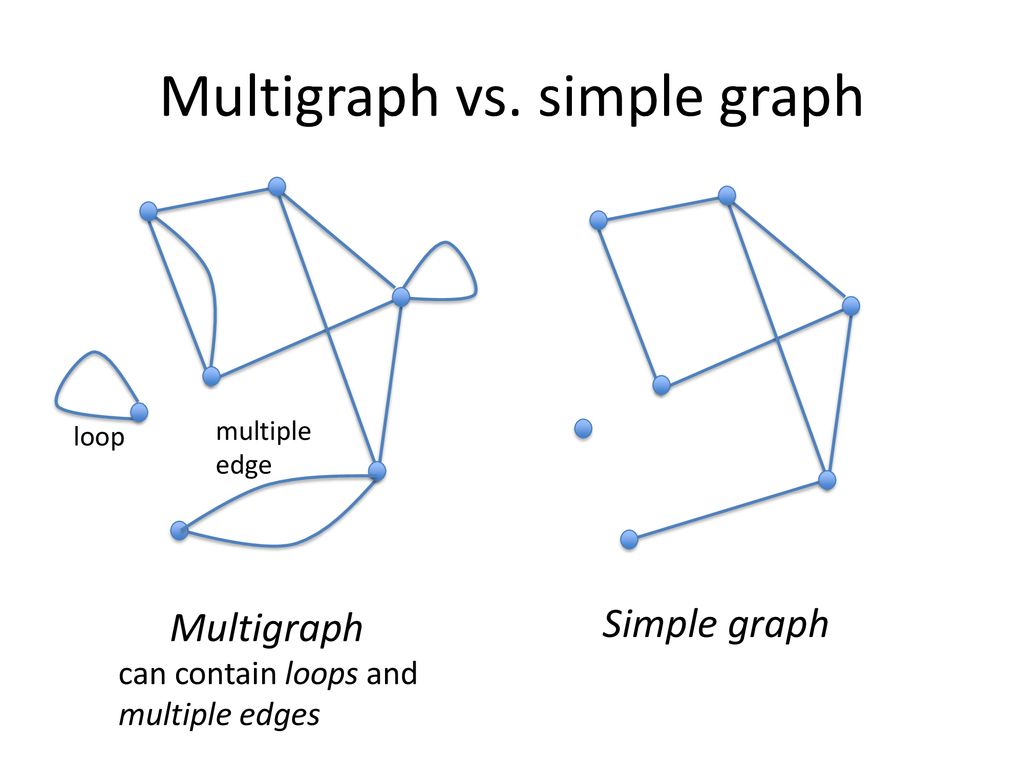 Multigraph vs. simple graph
loop
multiple
edge
Multigraph
can contain loops and
multiple edges
Simple graph